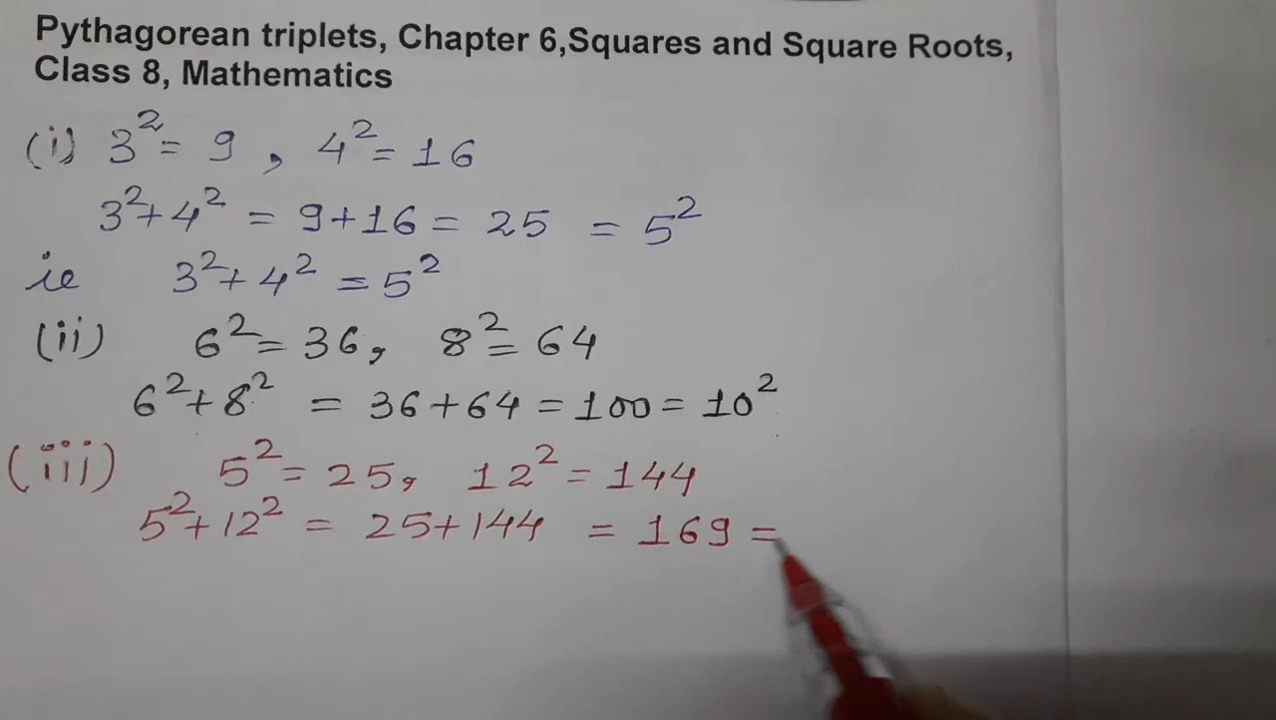 Pythagorean triplets, Chapter 6,Squares and Square Roots,
Class 8, Mathematics
(i) 3² = 9 , 4² = 16
3² + 4² = 9 + 16 = 25 = 5²
ie 3² + 4² = 5²
(ii) 6² = 36, 8² = 64
6² + 8² = 36 + 64 = 100 = 10²
(iii) 5² = 25, 12² = 144
5² + 12² = 25 + 144 = 169 =